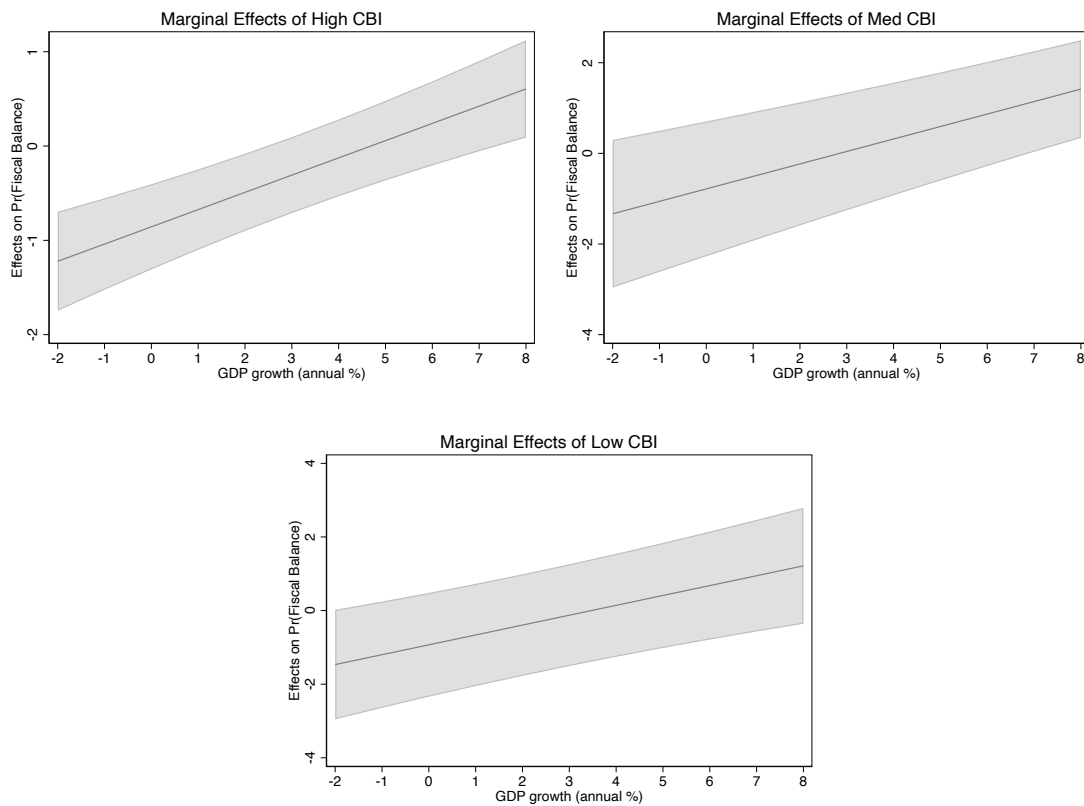 Marginal Effects of High CBI
Effects on Pr(Fiscal Balance)
1
0
-1
-2
-2 -1 0 1 2 3 4 5 6 7 8
GDP growth (annual %)
Marginal Effects of Med CBI
Effects on Pr(Fiscal Balance)
2
0
-2
-4
-2 -1 0 1 2 3 4 5 6 7 8
GDP growth (annual %)
Marginal Effects of Low CBI
Effects on Pr(Fiscal Balance)
4
2
0
-2
-4
-2 -1 0 1 2 3 4 5 6 7 8
GDP growth (annual %)